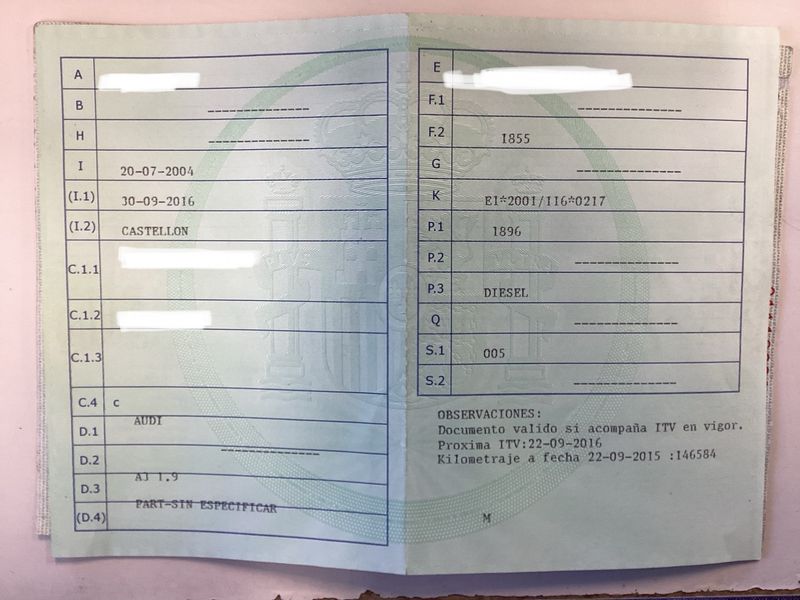 A
B ---------------
H ---------------
I 20-07-2004
(I.1) 30-09-2016
(I.2) CASTELLON
C.1.1
C.1.2
C.1.3
C.4 c
D.1 AUDI
D.2 ---------------
D.3 A3 1.9
(D.4) PART-SIN ESPECIFICAR
E
F.1 ---------------
F.2 1855
G ---------------
K E1*2001/116*0217
P.1 1896
P.2 ---------------
P.3 DIESEL
Q ---------------
S.1 005
S.2 ---------------
OBSERVACIONES:
Documento valido si acompaña ITV en vigor.
Proxima ITV:22-09-2016
Kilometraje a fecha 22-09-2015 :146584
M